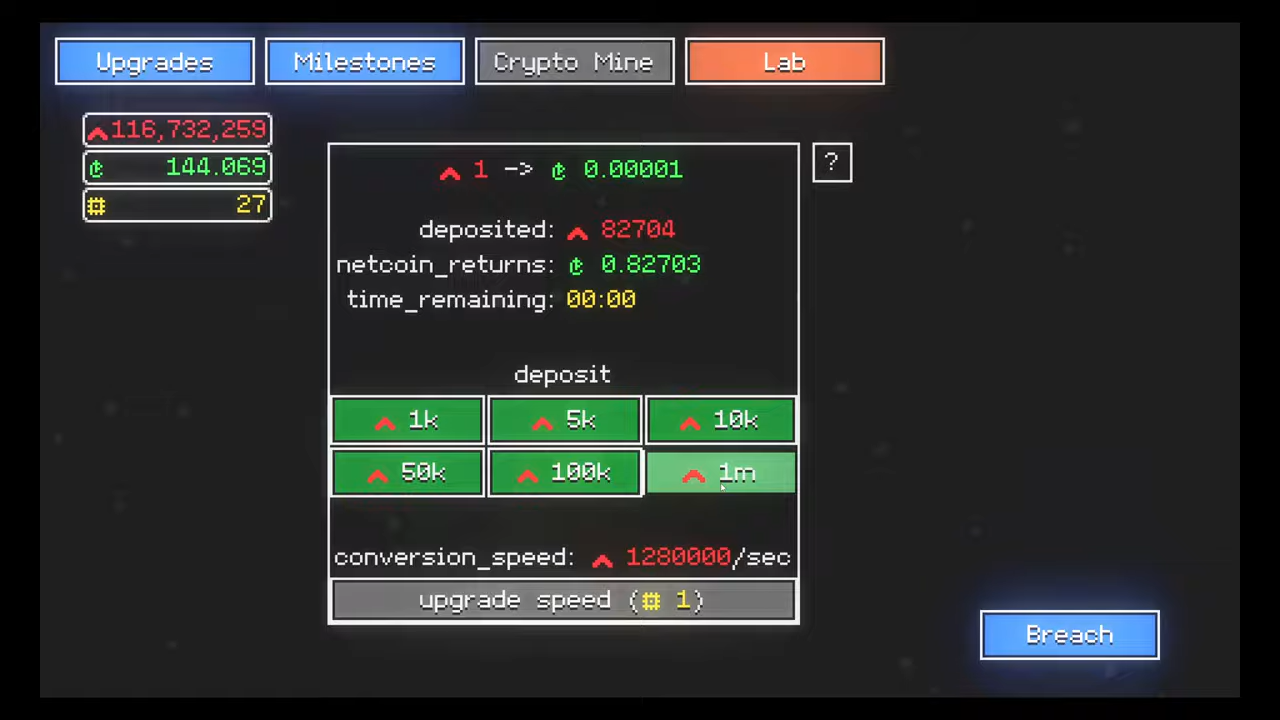 Upgrades Milestones Crypto Mine Lab
116,732,259
144.069
27
1 -> 0.00001
?
deposited: 82704
netcoin_returns: 0.82703
time_remaining: 00:00
deposit
1k 5k 10k
50k 100k 1m
conversion_speed: 1280000/sec
upgrade speed ( 1)
Breach